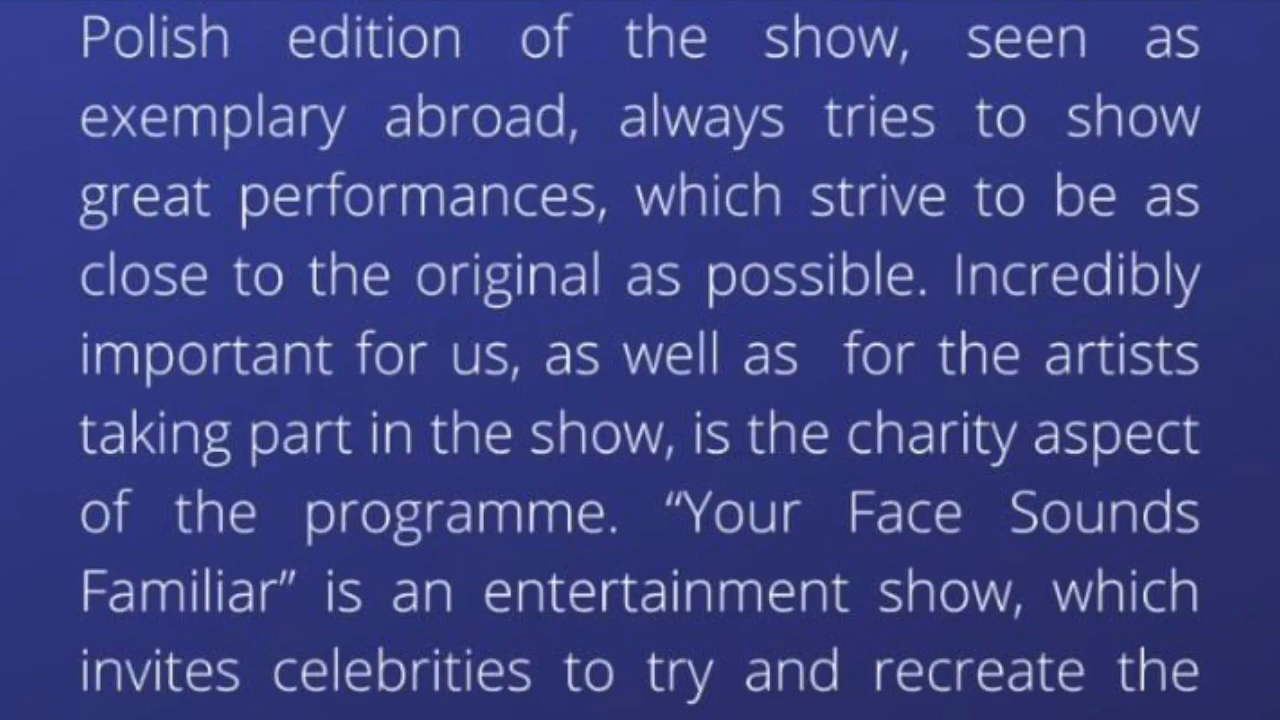 Polish edition of the show, seen as
exemplary abroad, always tries to show
great performances, which strive to be as
close to the original as possible. Incredibly
important for us, as well as  for the artists
taking part in the show, is the charity aspect
of the programme. “Your Face Sounds
Familiar” is an entertainment show, which
invites celebrities to try and recreate the